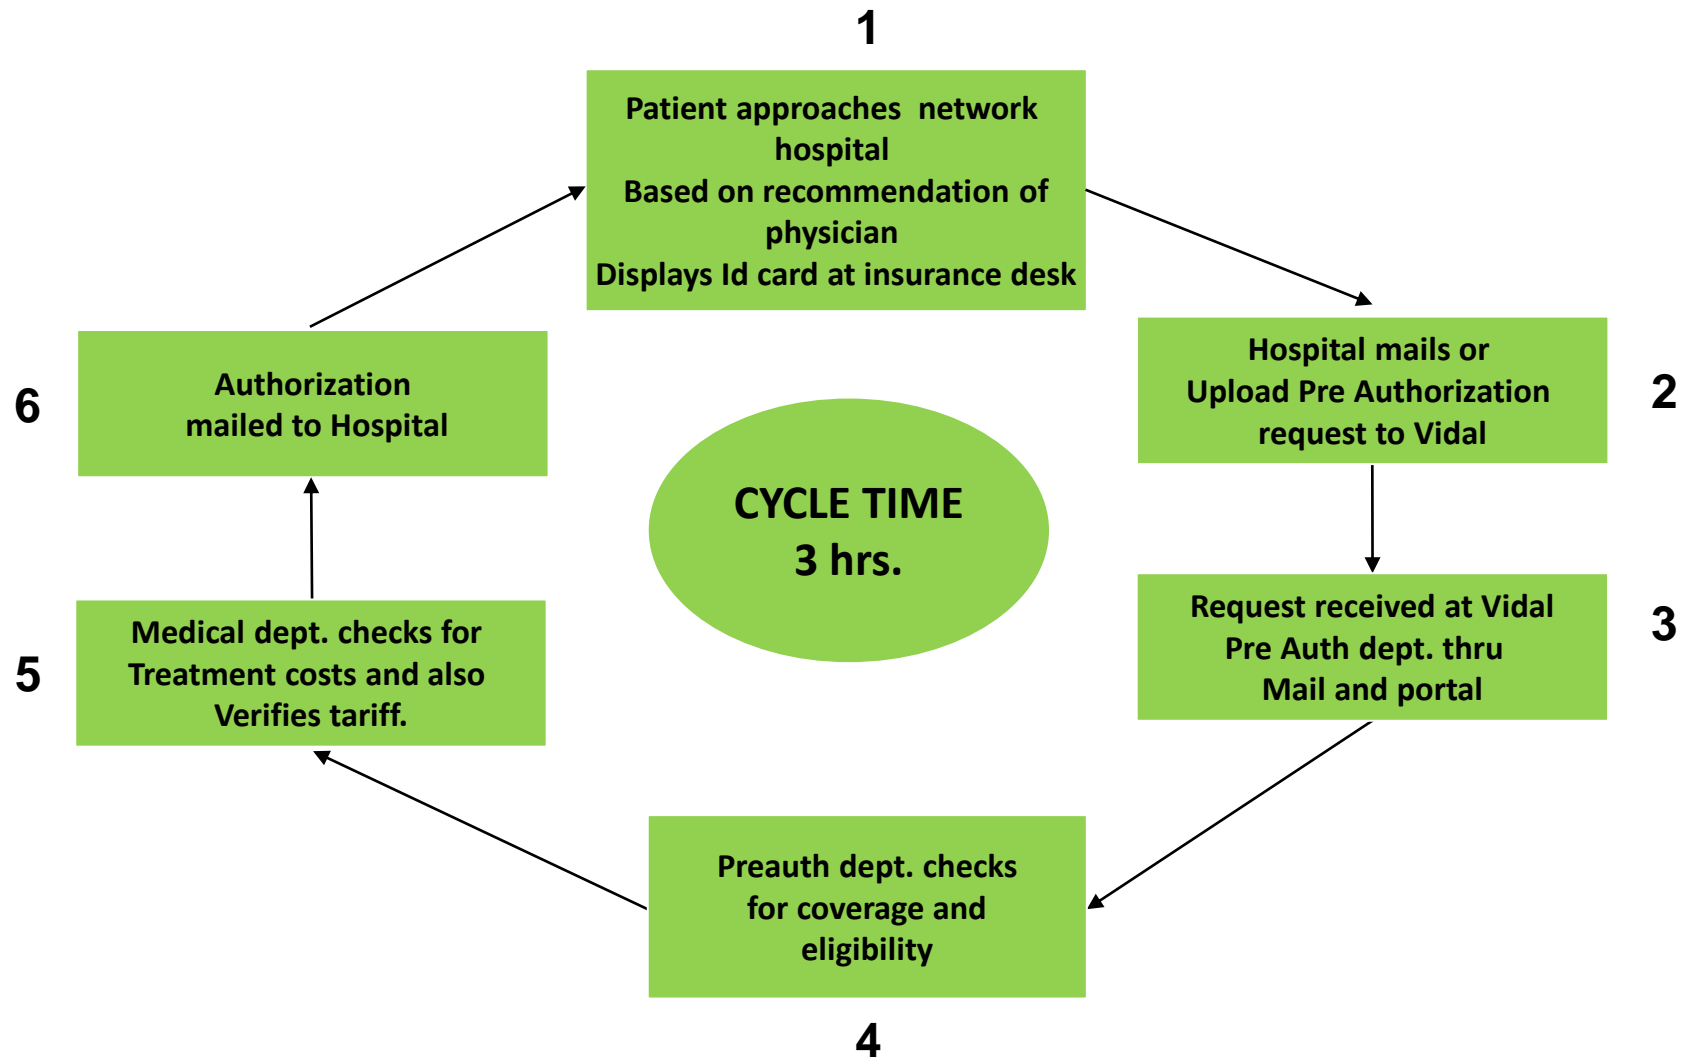 1
Patient approaches network
hospital
Based on recommendation of
physician
Displays Id card at insurance desk
Hospital mails or
Upload Pre Authorization
request to Vidal
2
Request received at Vidal
Pre Auth dept. thru
Mail and portal
3
Preauth dept. checks
for coverage and
eligibility
4
Medical dept. checks for
Treatment costs and also
Verifies tariff.
5
Authorization
mailed to Hospital
6
CYCLE TIME
3 hrs.